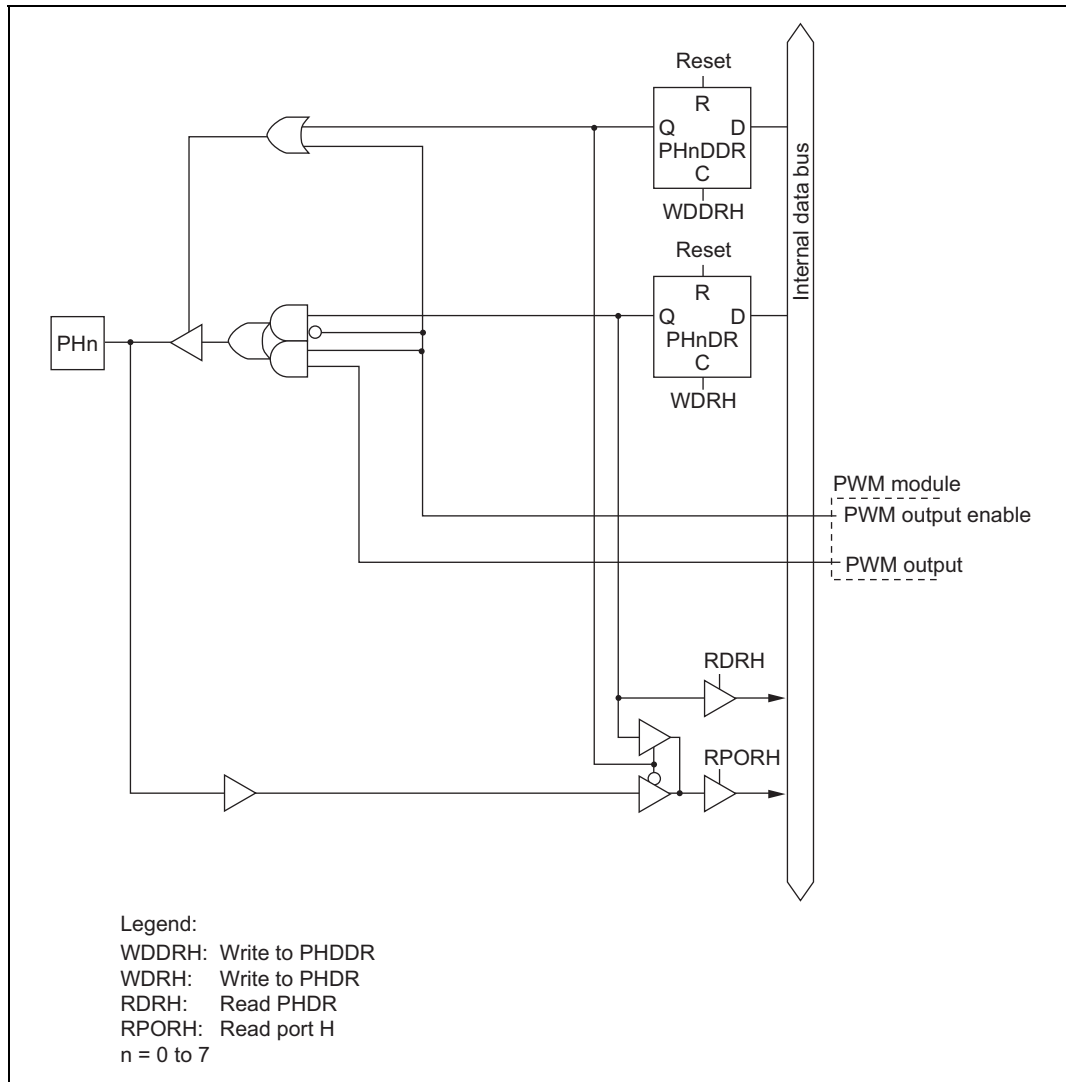 Reset
R
Q D
PHnDDR
C
WDDRH
Internal data bus
Reset
R
Q D
PHnDR
C
WDRH
PHn
PWM module
PWM output enable
PWM output
RDRH
RPORH
Legend:
WDDRH: Write to PHDDR
WDRH: Write to PHDR
RDRH: Read PHDR
RPORH: Read port H
n = 0 to 7